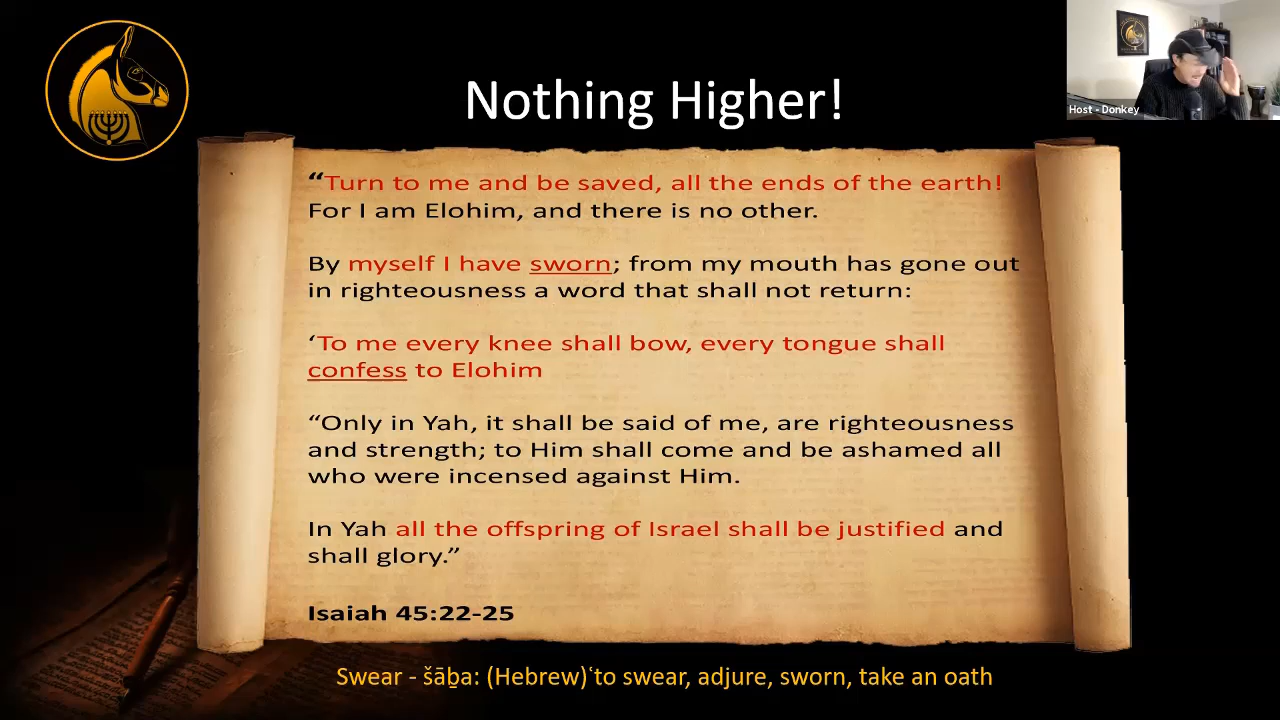 Nothing Higher!
Host - Donkey
“Turn to me and be saved, all the ends of the earth!
For I am Elohim, and there is no other.
By myself I have sworn; from my mouth has gone out
in righteousness a word that shall not return:
‘To me every knee shall bow, every tongue shall
confess to Elohim
“Only in Yah, it shall be said of me, are righteousness
and strength; to Him shall come and be ashamed all
who were incensed against Him.
In Yah all the offspring of Israel shall be justified and
shall glory.”
Isaiah 45:22-25
Swear - šāḇa: (Hebrew)ʿto swear, adjure, sworn, take an oath